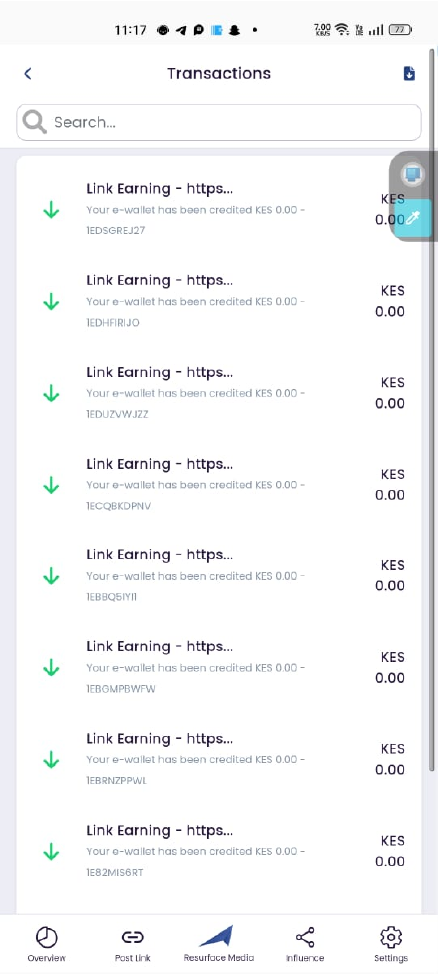 11:17
7.00
KB/S
Vo
LTE
77
Transactions
Search...
Link Earning - https...
Your e-wallet has been credited KES 0.00 -
1EDSGREJ27
KES
0.00
Link Earning - https...
Your e-wallet has been credited KES 0.00 -
1EDHFIRIJO
KES
0.00
Link Earning - https...
Your e-wallet has been credited KES 0.00 -
1EDUZVWJZZ
KES
0.00
Link Earning - https...
Your e-wallet has been credited KES 0.00 -
1ECQBKDPNV
KES
0.00
Link Earning - https...
Your e-wallet has been credited KES 0.00 -
1EBBQ5IYI1
KES
0.00
Link Earning - https...
Your e-wallet has been credited KES 0.00 -
1EBGMPBWFW
KES
0.00
Link Earning - https...
Your e-wallet has been credited KES 0.00 -
1EBRNZPPWL
KES
0.00
Link Earning - https...
Your e-wallet has been credited KES 0.00 -
1E82MIS6RT
KES
0.00
Overview
Post Link
Resurface Media
Influence
Settings